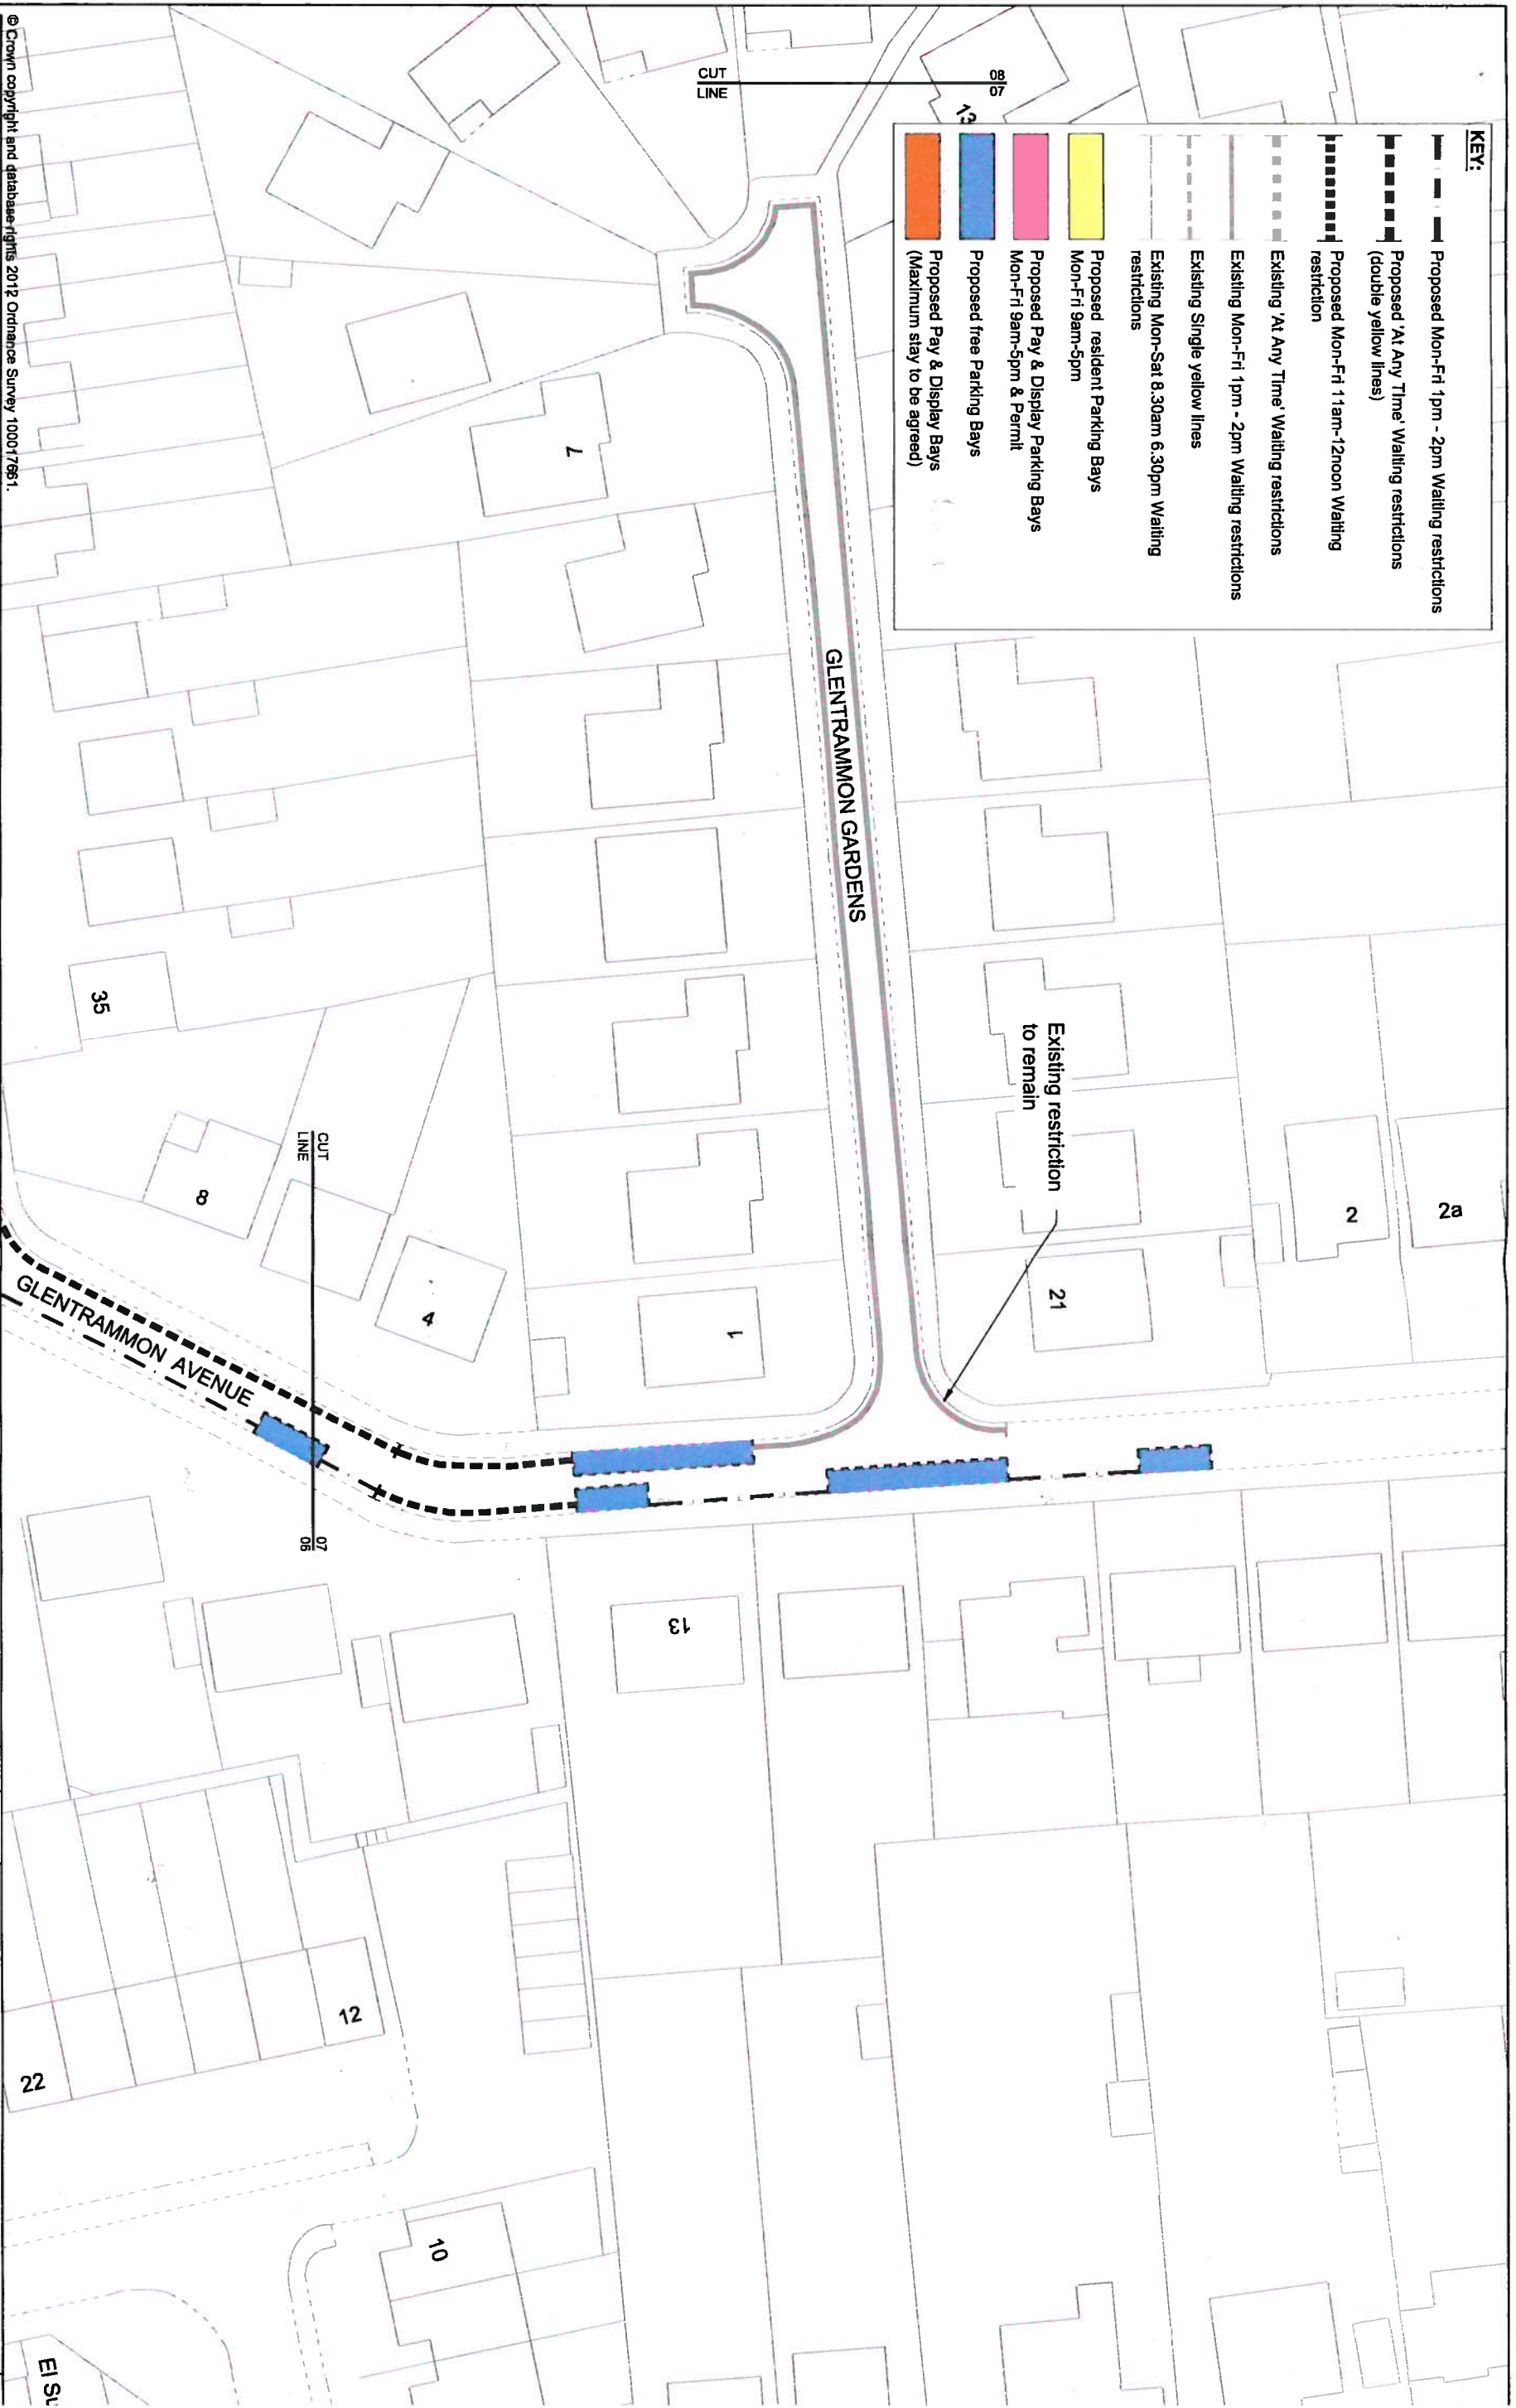 KEY:
Proposed Mon-Fri 1pm - 2pm Waiting restrictions
Proposed 'At Any Time' Waiting restrictions
(double yellow lines)
Proposed Mon-Fri 11am-12noon Waiting
restriction
Existing 'At Any Time' Waiting restrictions
Existing Mon-Fri 1pm - 2pm Waiting restrictions
Existing Single yellow lines
Existing Mon-Sat 8.30am 6.30pm Waiting
restrictions
Proposed resident Parking Bays
Mon-Fri 9am-5pm
Proposed Pay & Display Parking Bays
Mon-Fri 9am-5pm & Permit
Proposed free Parking Bays
Proposed Pay & Display Bays
(Maximum stay to be agreed)
13
CUT
LINE
08
07
GLENTRAMMON GARDENS
Existing restriction
to remain
2a
2
21
7
1
4
8
35
CUT
LINE
07
06
GLENTRAMMON AVENUE
13
12
22
10
El Su
© Crown copyright and database rights 2012 Ordnance Survey 100017661.